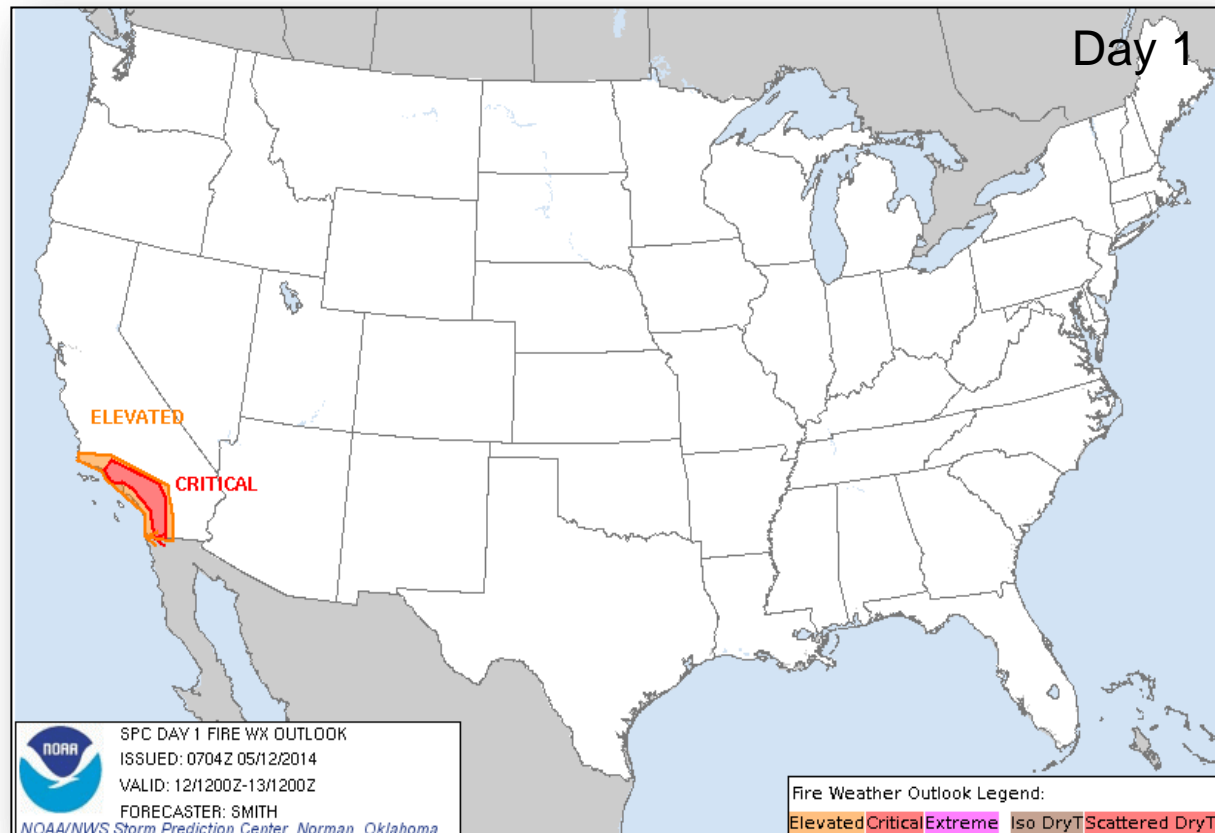 Day 1
ELEVATED
CRITICAL
NOAA
SPC DAY 1 FIRE WX OUTLOOK
ISSUED: 0704Z 05/12/2014
VALID: 12/1200Z-13/1200Z
FORECASTER: SMITH
NOAA/NWS Storm Prediction Center, Norman, Oklahoma
Fire Weather Outlook Legend:
Elevated Critical Extreme Iso DryT Scattered DryT